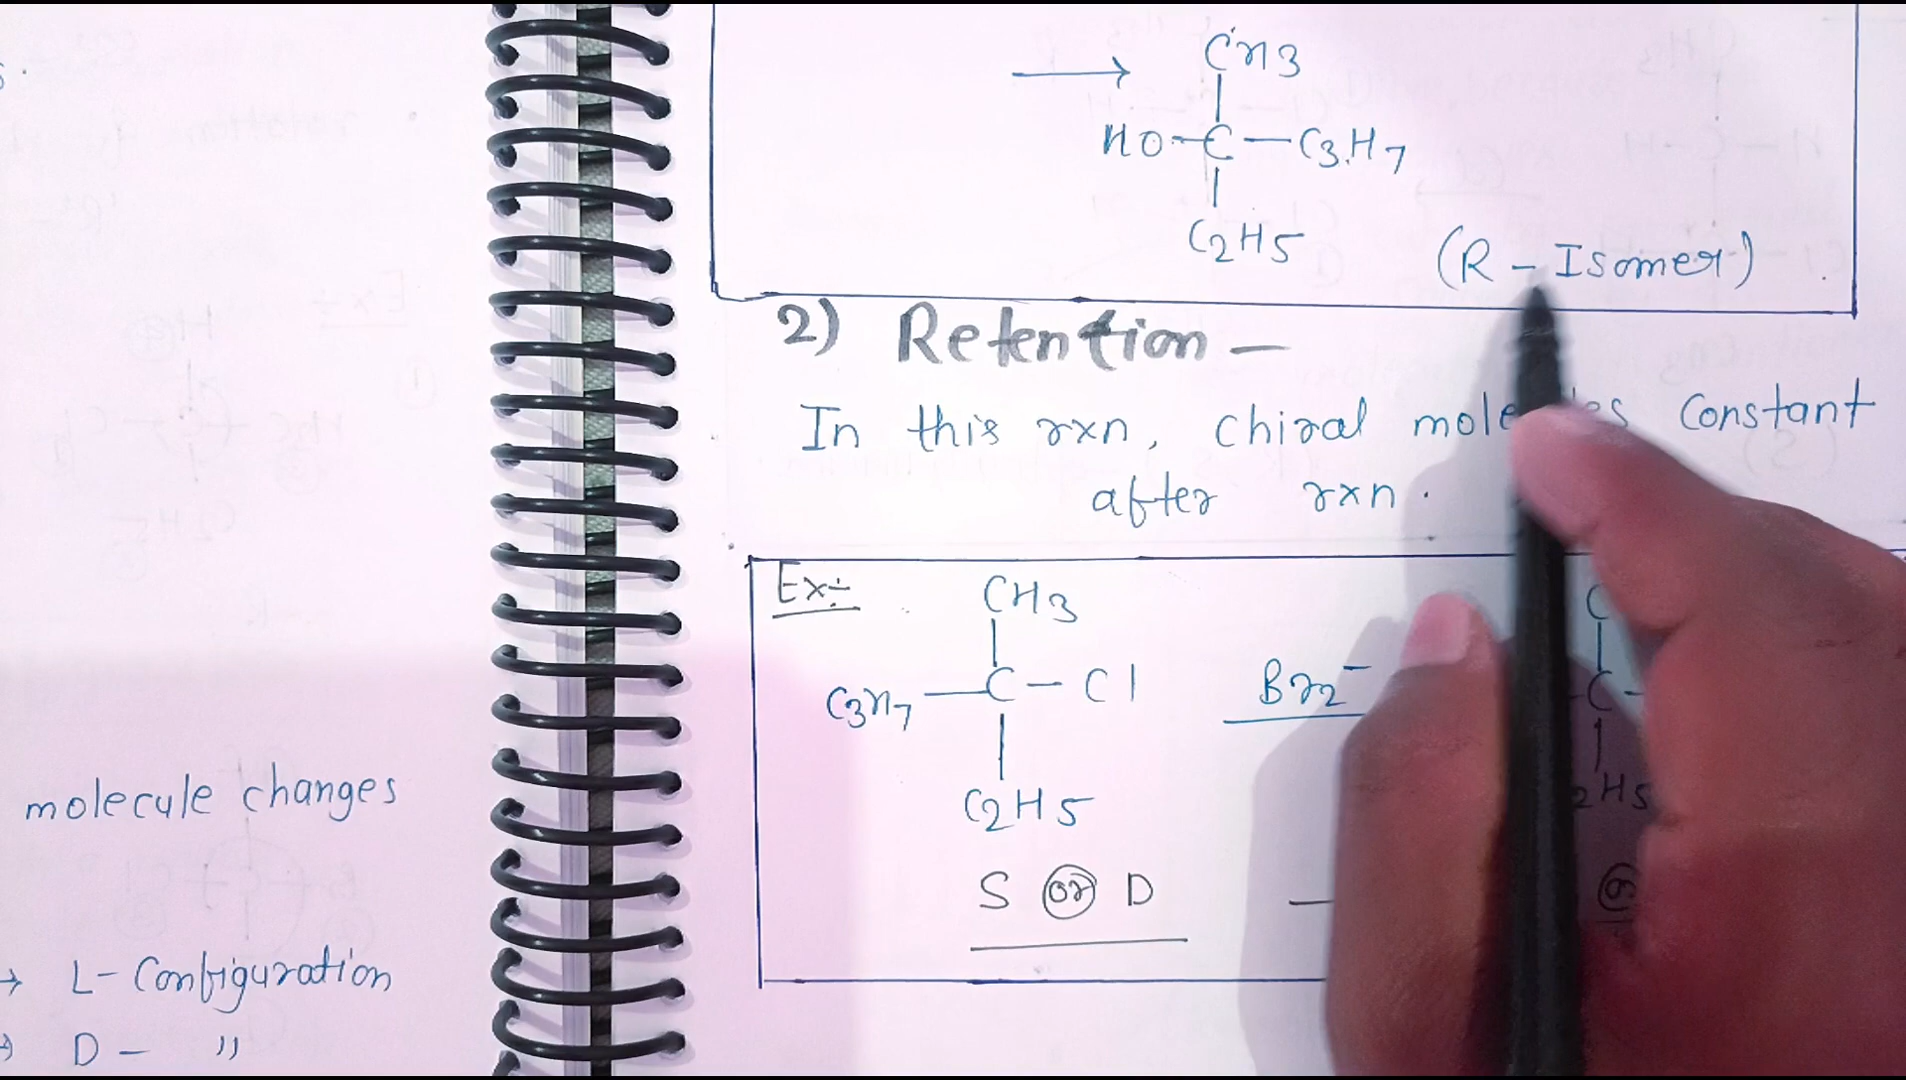 molecule changes
→ L- Configuration
→ D - "
→ CH3
HO-C-C3H7
C2H5
(R - Isomer)
2) Retention -
In this rxn, chiral Constant
after rxn.
Ex:-
CH3
C3H7-C-Cl Br2-
C2H5
S or D